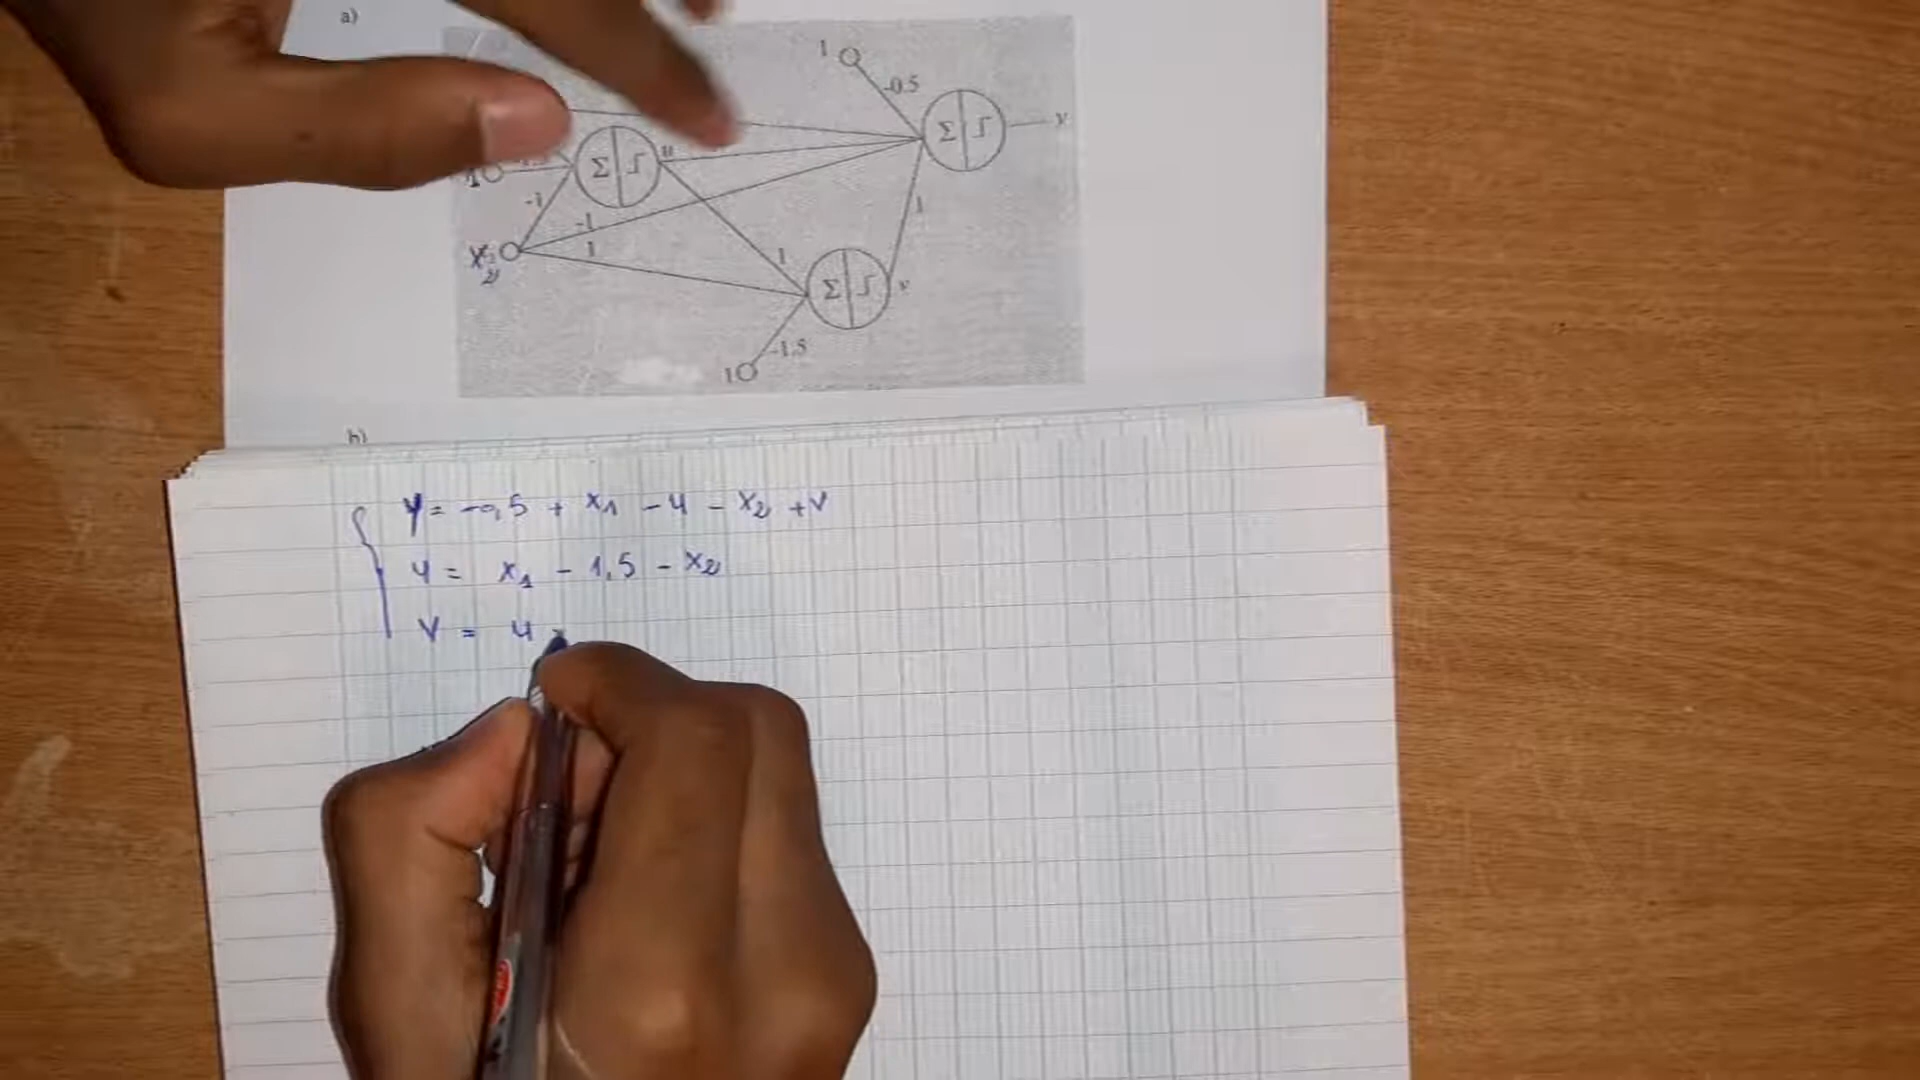 a)
1
-0.5
Σ
y
Σ
u
1
-1
-1
1
x2
1
1
Σ
v
-1.5
1
b)
y = -0,5 + x1 - u - x2 + v
u = x1 - 1,5 - x2
v = u